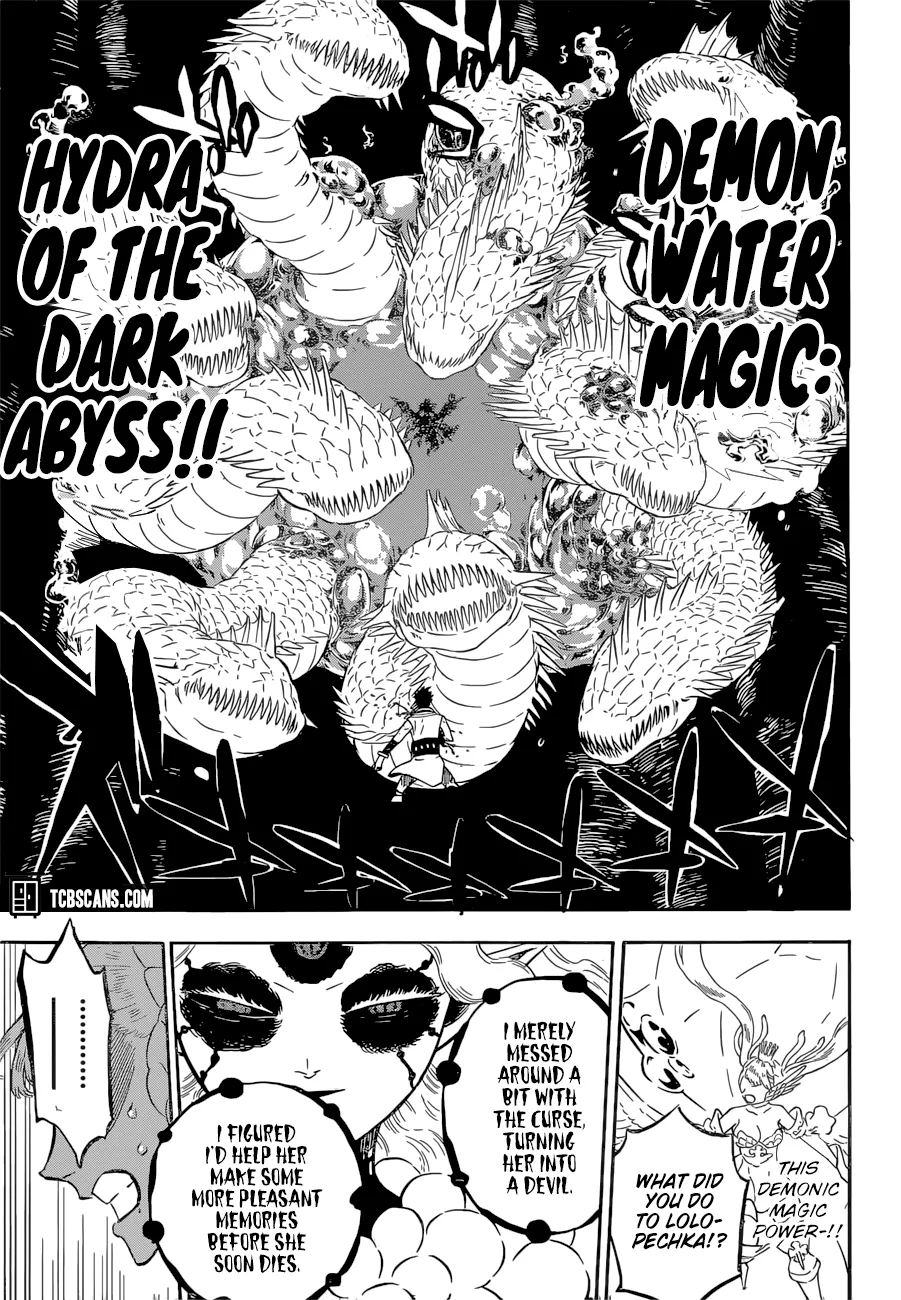 DEMON
WATER
MAGIC:
HYDRA
OF THE
DARK
ABYSS!!
TCBSCANS.COM
THIS
DEMONIC
MAGIC
POWER-!!
WHAT DID
YOU DO
TO LOLO-
PECHKA!?
I MERELY
MESSED
AROUND A
BIT WITH
THE CURSE,
TURNING
HER INTO
A DEVIL.
I FIGURED
I'D HELP HER
MAKE SOME
MORE PLEASANT
MEMORIES
BEFORE SHE
SOON DIES.